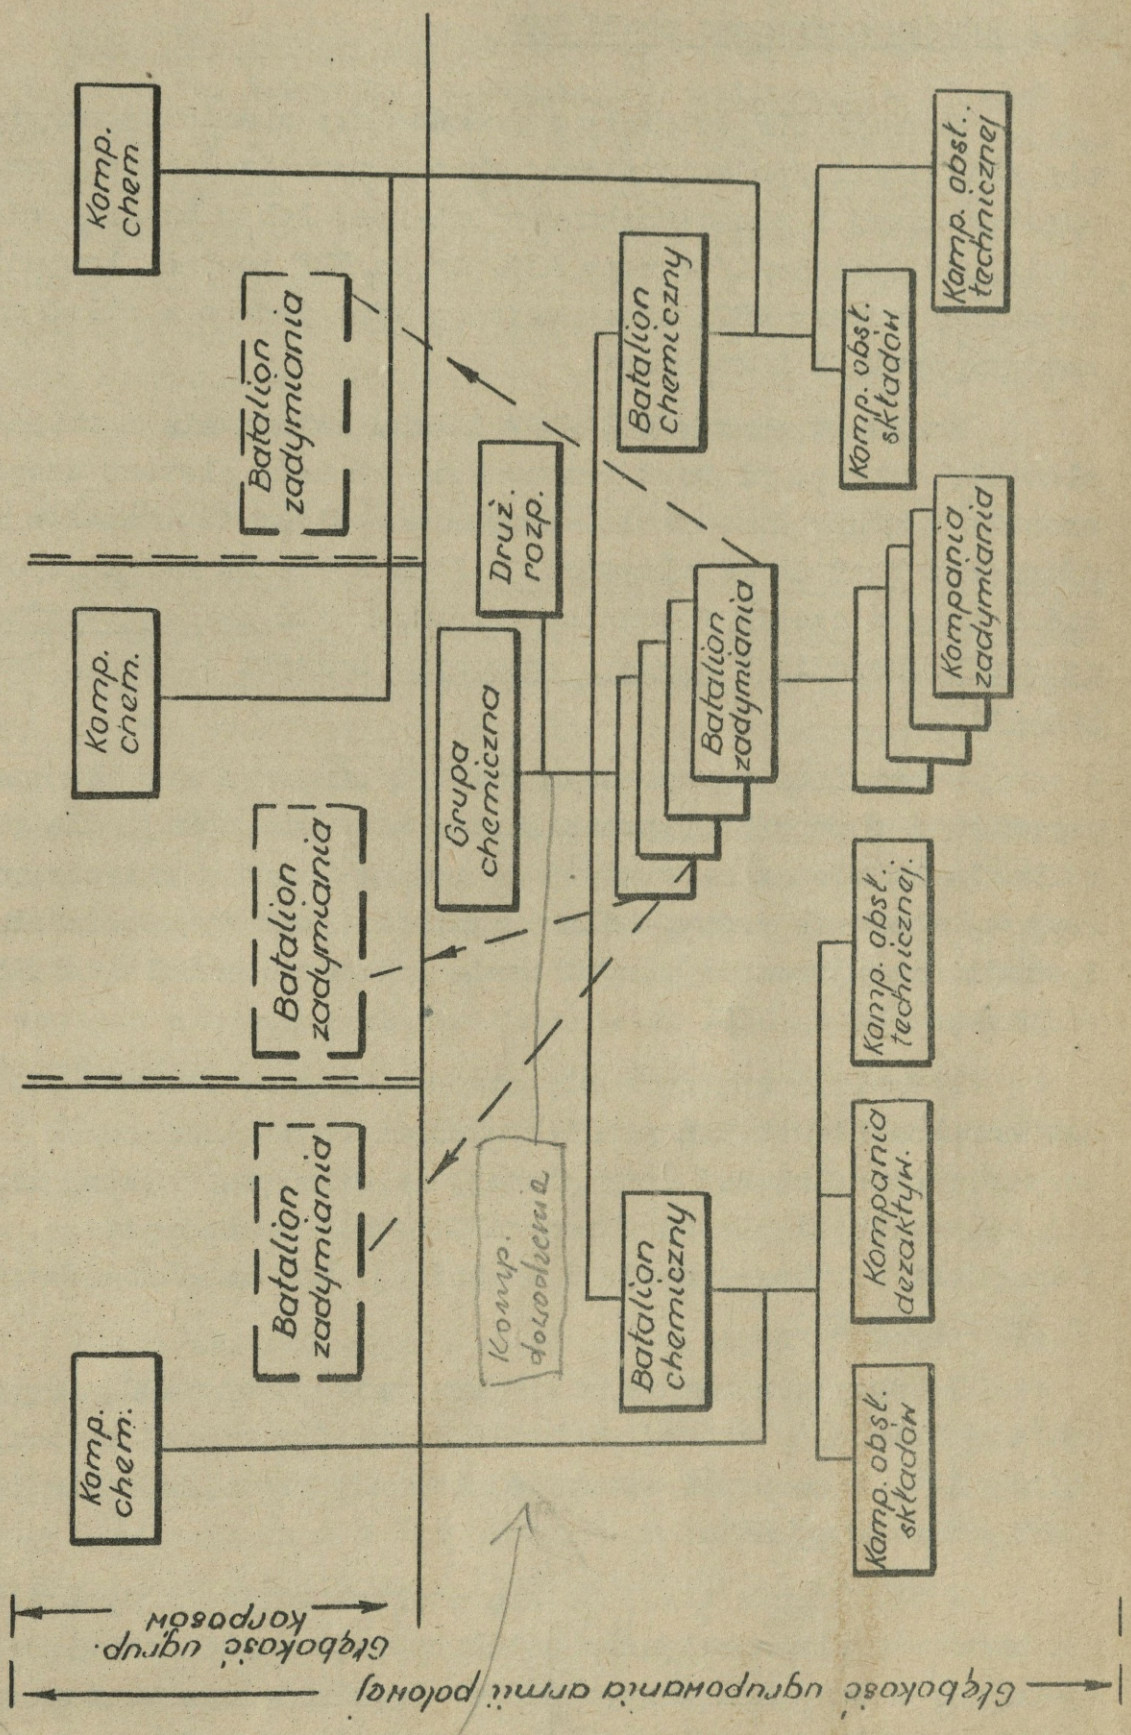 Głębokość ugrupowania armii polowej
Głębokość ugrup.
korposów
Komp.
chem.
Komp.
chem.
Komp.
chem
Batalion
zadymiania
Batalion
zadymiania
Batalion
zadymiania
Grupa
chemiczna
Druż.
rozp.
Komp.
dowodzenia
Batalion
chemiczny
Batalion
zadymiania
Batalion
chemiczny
Komp. obsł.
składów
Kompania
dezaktyw.
Komp. obsł.
technicznej.
Kompania
zadymiania
Komp. obsł.
składów
Komp. obsł.
technicznej